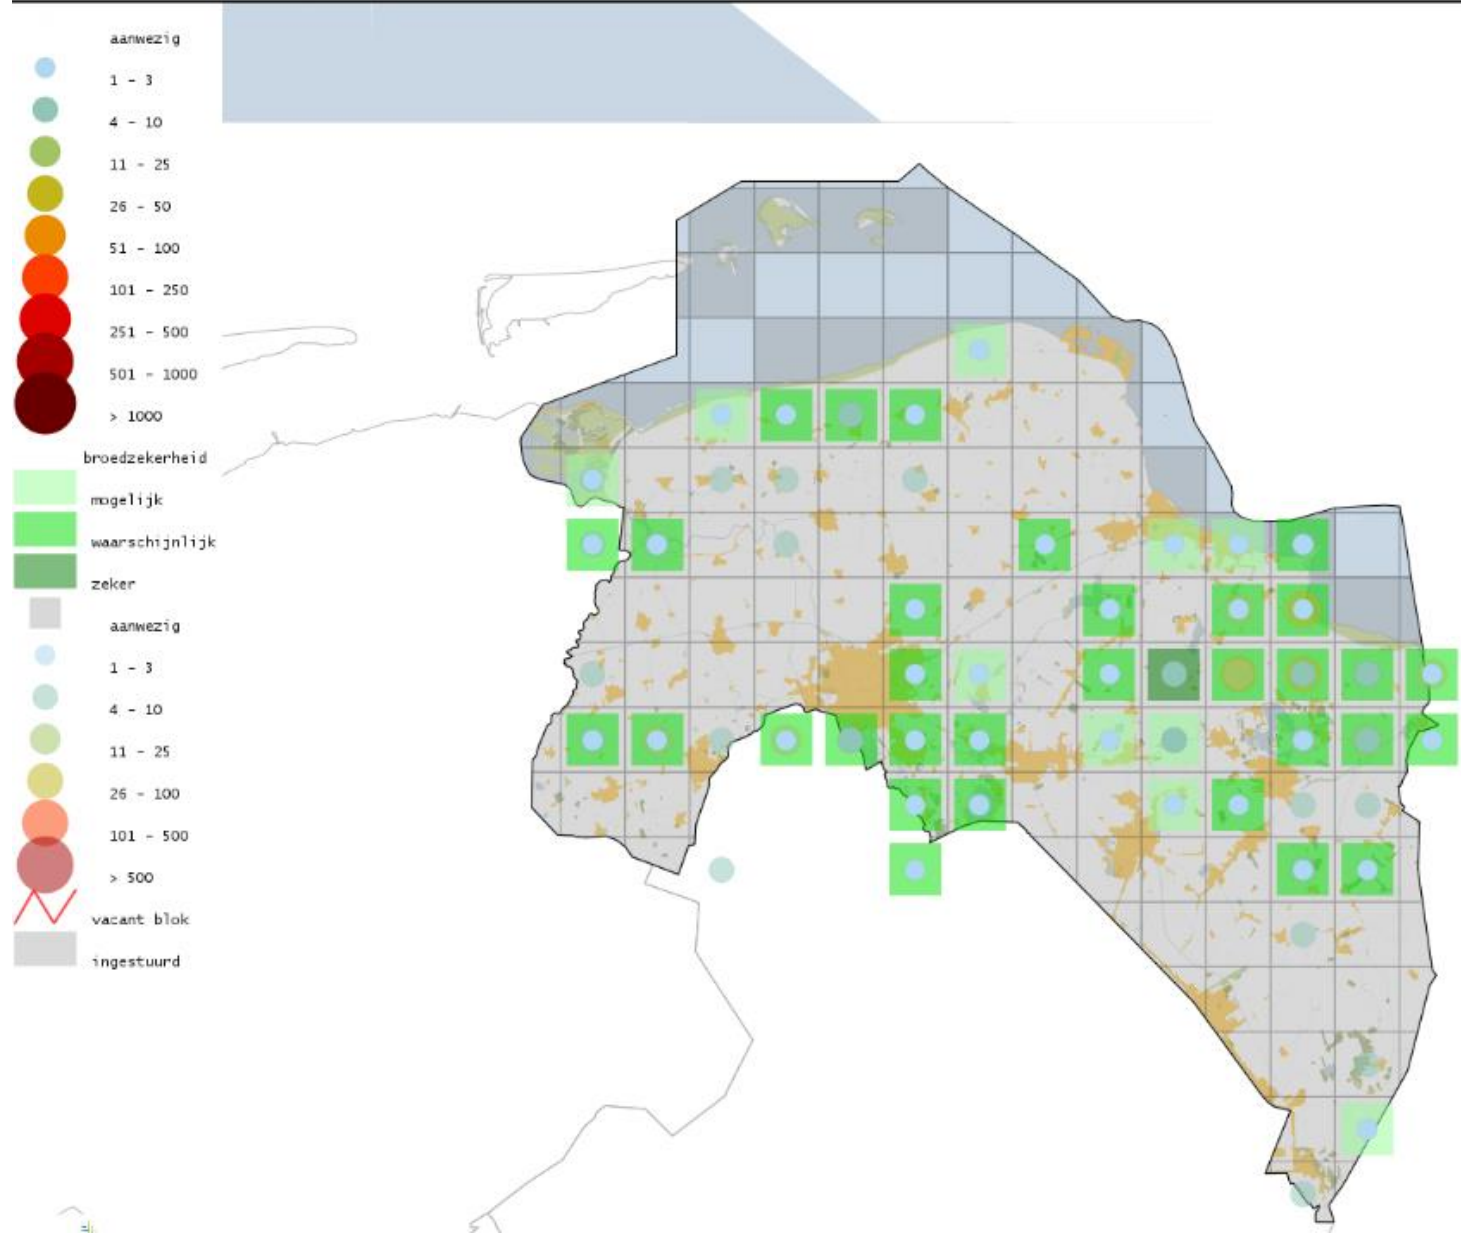 aanwezig
1 - 3
4 - 10
11 - 25
26 - 50
51 - 100
101 - 250
251 - 500
501 - 1000
> 1000
broedzekerheid
mogelijk
waarschijnlijk
zeker
aanwezig
1 - 3
4 - 10
11 - 25
26 - 100
101 - 500
> 500
vacant blok
ingestuurd